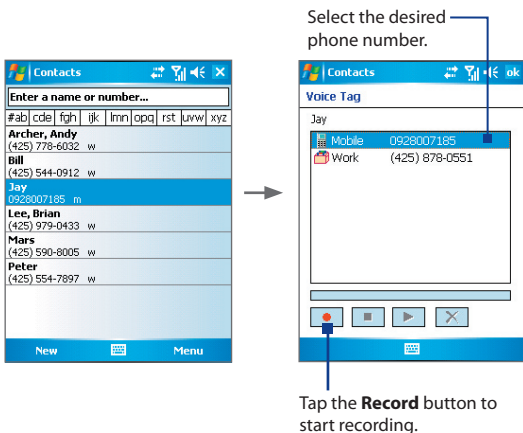 Select the desired
phone number.
Contacts
Enter a name or number...
#ab cde fgh ijk lmn opq rst uvw xyz
Archer, Andy
(425) 778-6032 w
Bill
(425) 544-0912 w
Jay
0928007185 m
Lee, Brian
(425) 979-0433 w
Mars
(425) 590-8005 w
Peter
(425) 554-7897 w
New Menu
Contacts ok
Voice Tag
Jay
Mobile 0928007185
Work (425) 878-0551
Tap the Record button to
start recording.